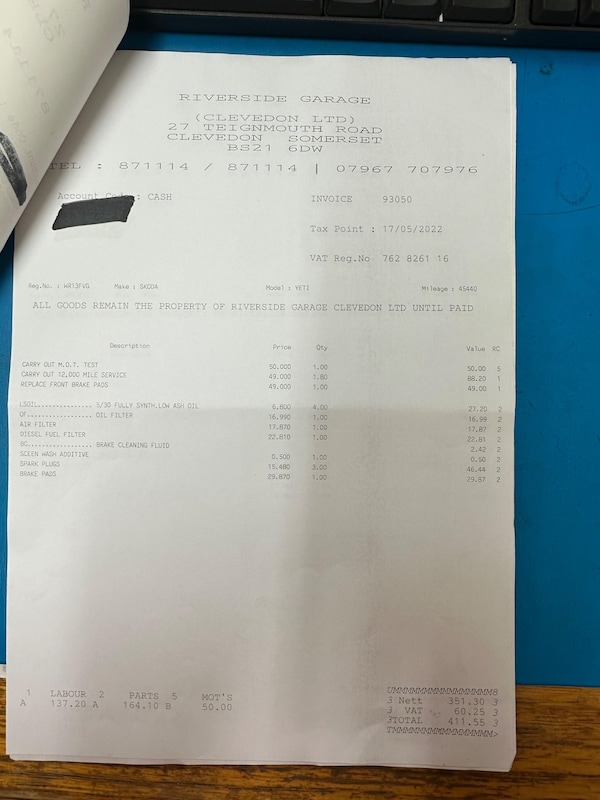 RIVERSIDE GARAGE
(CLEVEDON LTD)
27 TEIGNMOUTH ROAD
CLEVEDON SOMERSET
BS21 6DW
TEL : 871114 / 871114 | 07967 707976
Account Code : CASH INVOICE 93050
Tax Point : 17/05/2022
VAT Reg.No 762 8261 16
Reg.No. : WR13FVG Make : SKODA Model : YETI Mileage : 45440
ALL GOODS REMAIN THE PROPERTY OF RIVERSIDE GARAGE CLEVEDON LTD UNTIL PAID
Description Price Qty Value RC
CARRY OUT M.O.T. TEST 50.000 1.00 50.00 5
CARRY OUT 12,000 MILE SERVICE 49.000 1.80 88.20 1
REPLACE FRONT BRAKE PADS 49.000 1.00 49.00 1
LSOIL.............. 5/30 FULLY SYNTH.LOW ASH OIL 6.800 4.00 27.20 2
OF................. OIL FILTER 16.990 1.00 16.99 2
AIR FILTER 17.870 1.00 17.87 2
DIESEL FUEL FILTER 22.810 1.00 22.81 2
BC................. BRAKE CLEANING FLUID 2.42 2
SCEEN WASH ADDITIVE 0.500 1.00 0.50 2
SPARK PLUGS 15.480 3.00 46.44 2
BRAKE PADS 29.870 1.00 29.87 2
1 LABOUR 2 PARTS 5 MOT'S
A 137.20 A 164.10 B 50.00
3 Nett 351.30 3
3 VAT 60.25 3
3TOTAL 411.55 3